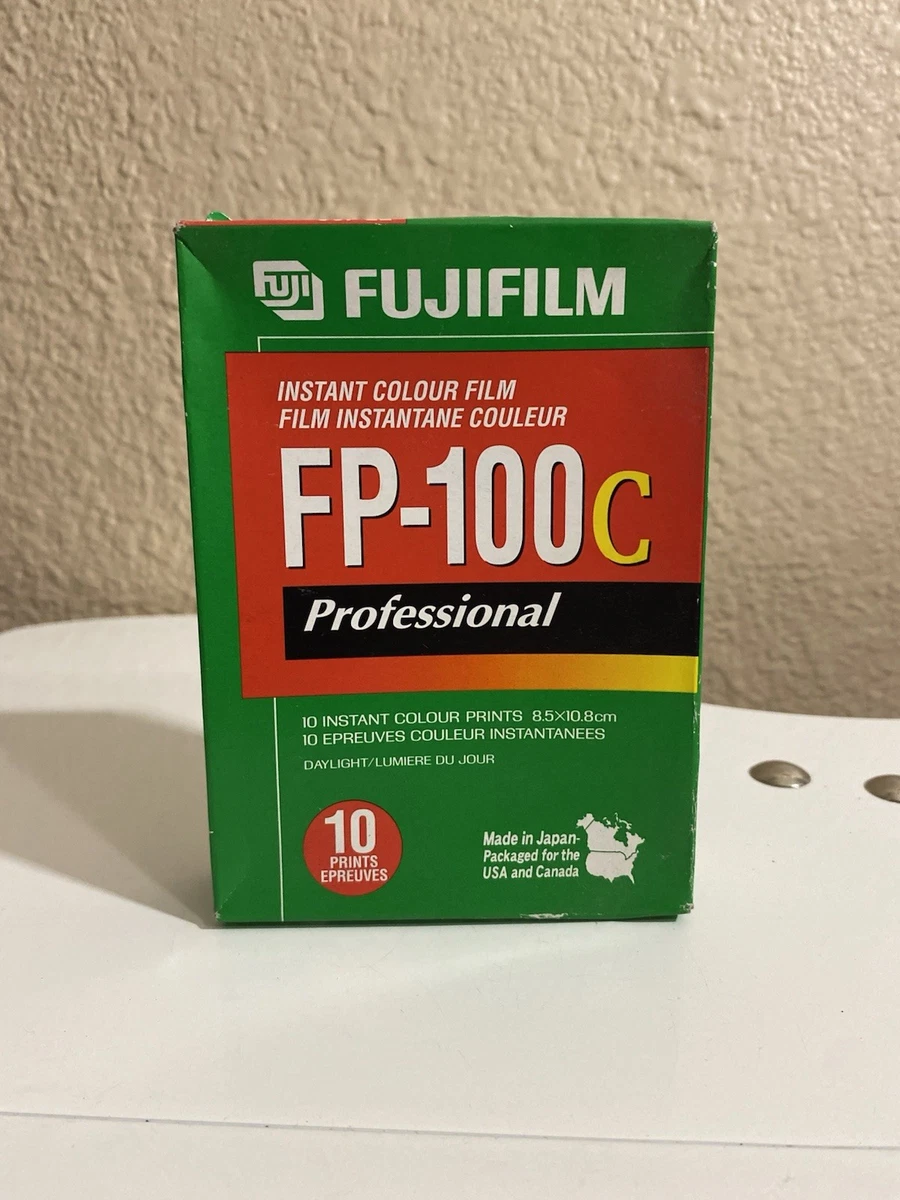 FUJI FUJIFILM
INSTANT COLOUR FILM
FILM INSTANTANE COULEUR
FP-100C
Professional
10 INSTANT COLOUR PRINTS 8.5×10.8cm
10 EPREUVES COULEUR INSTANTANEES
DAYLIGHT/LUMIERE DU JOUR
10
PRINTS
EPREUVES
Made in Japan-
Packaged for the
USA and Canada